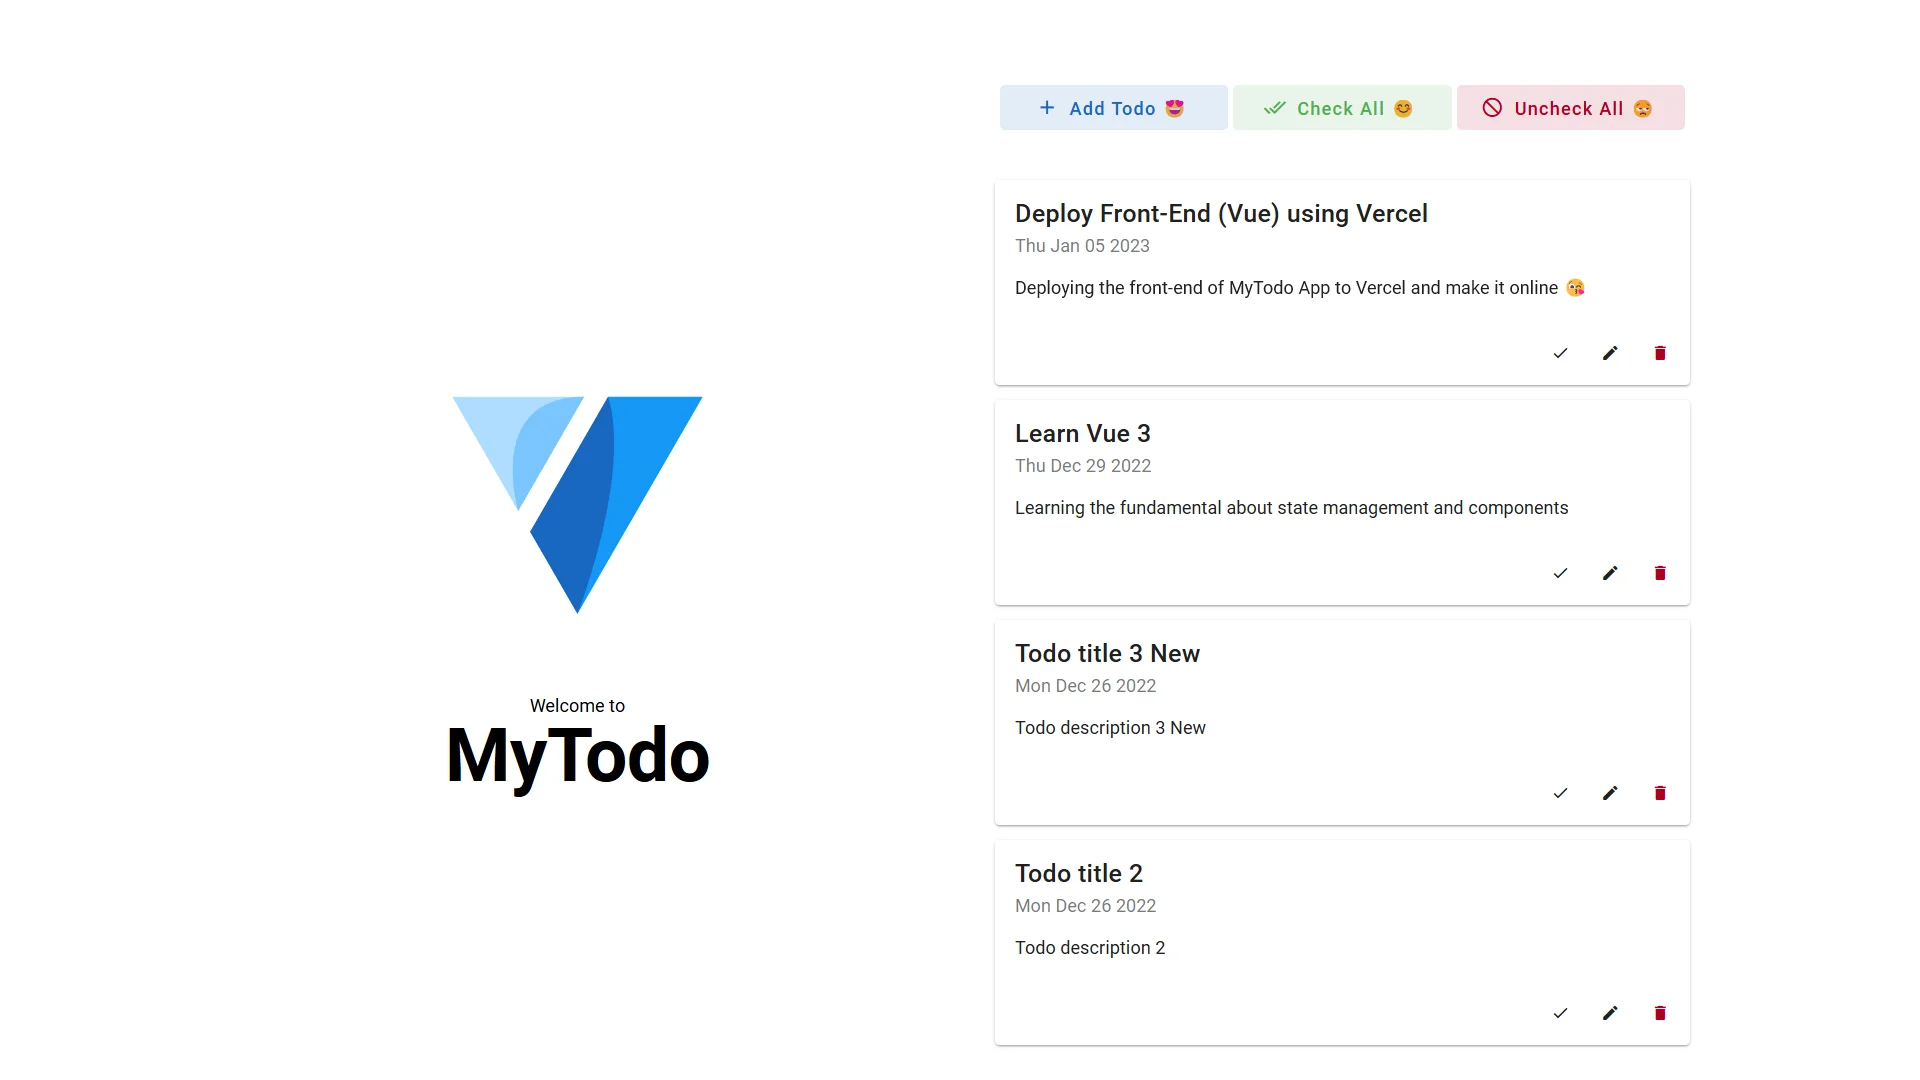 Add Todo 😍
Check All 😊
Uncheck All 😡
Deploy Front-End (Vue) using Vercel
Thu Jan 05 2023
Deploying the front-end of MyTodo App to Vercel and make it online 😘
Learn Vue 3
Thu Dec 29 2022
Learning the fundamental about state management and components
Todo title 3 New
Mon Dec 26 2022
Todo description 3 New
Todo title 2
Mon Dec 26 2022
Todo description 2
Welcome to
MyTodo